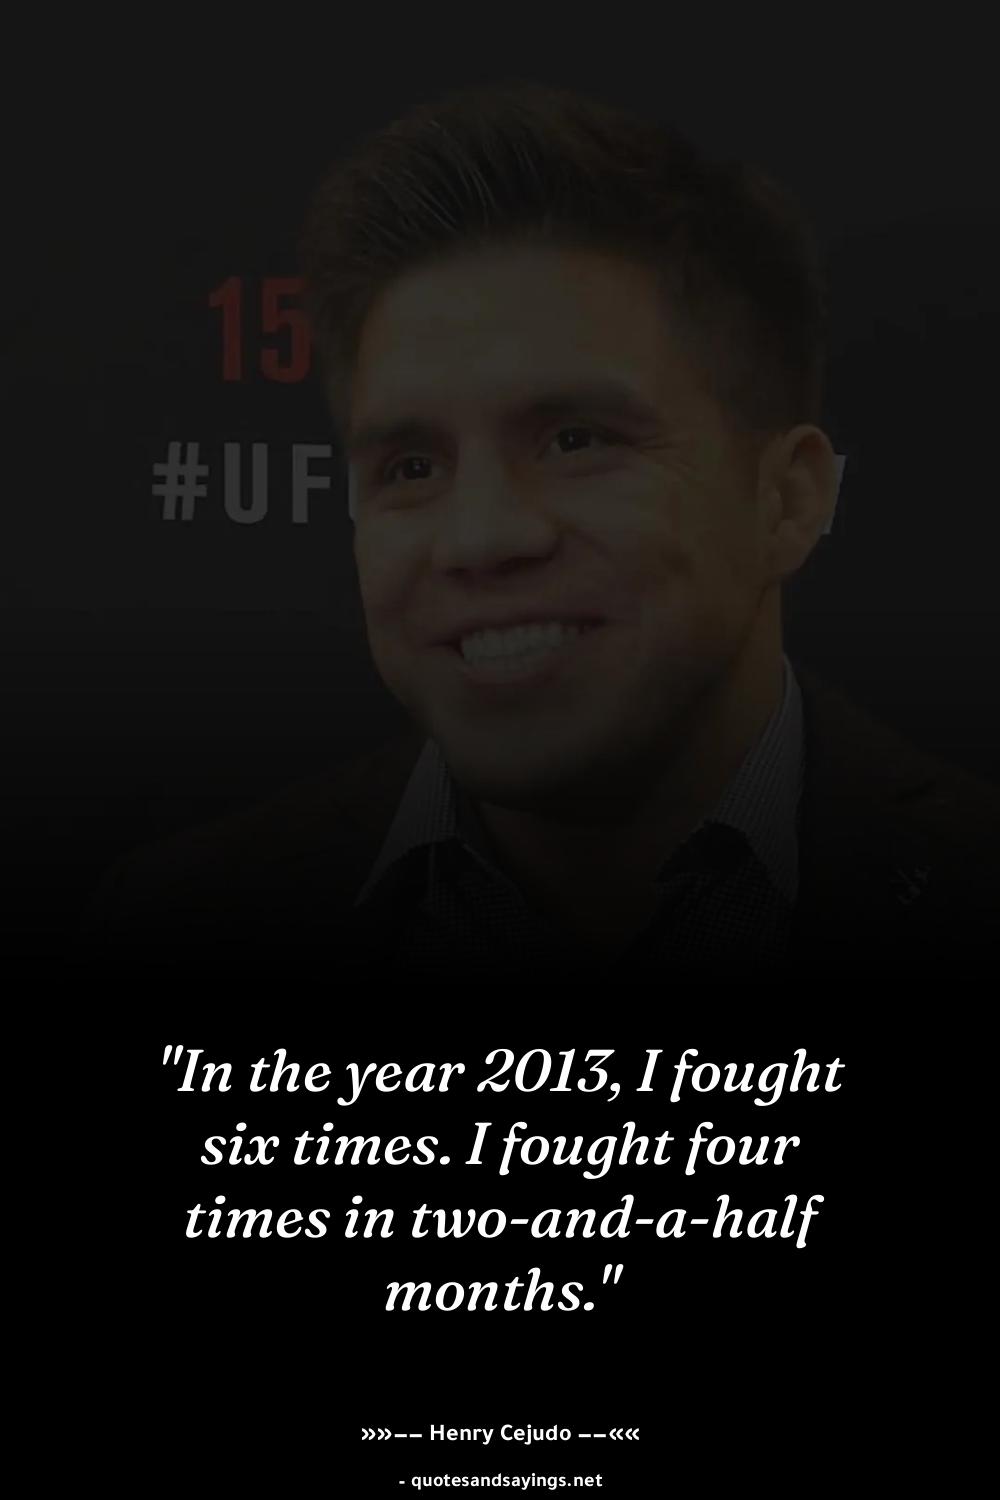 15
#UF
"In the year 2013, I fought
six times. I fought four
times in two-and-a-half
months."
»»—— Henry Cejudo ——««
- quotesandsayings.net